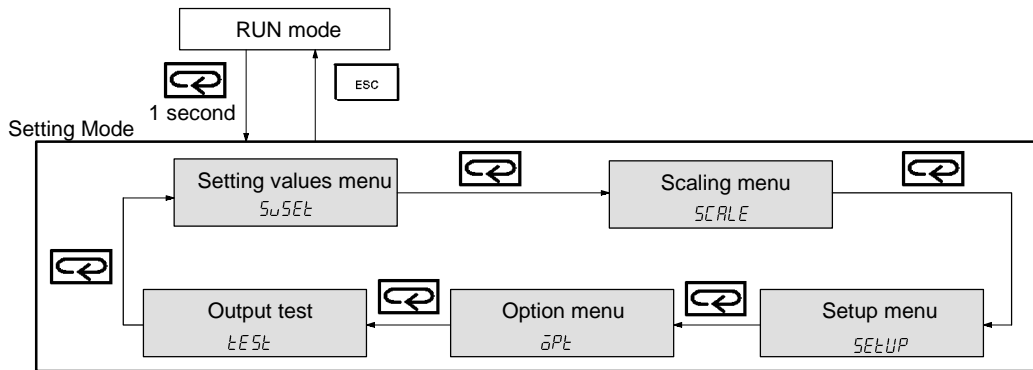 RUN mode
ESC
1 second
Setting Mode
Setting values menu
SuSEt
Scaling menu
SCALE
Output test
tESt
Option menu
oPt
Setup menu
SEtUP